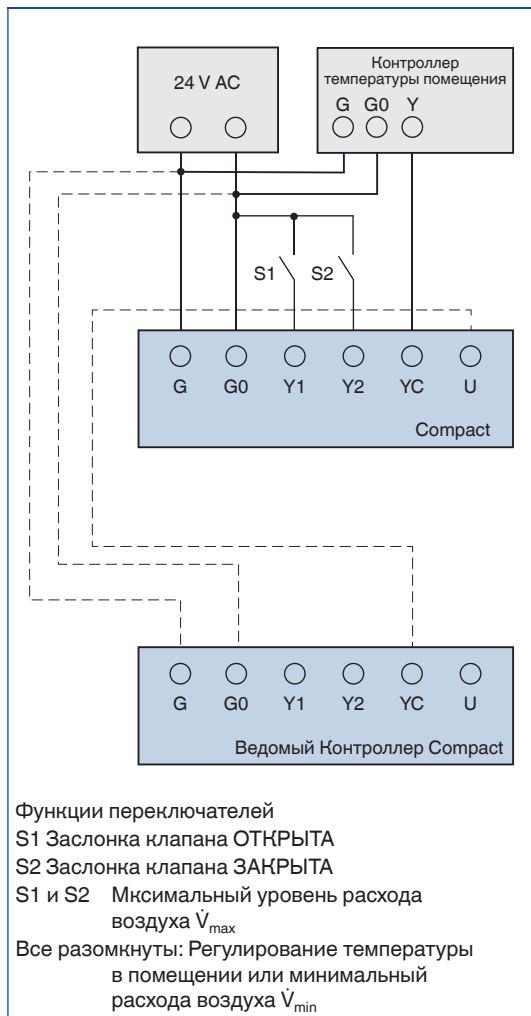 24 V AC
Контроллер
температуры помещения
G G0 Y
S1 S2
G G0 Y1 Y2 YC U
Compact
G G0 Y1 Y2 YC U
Ведомый Контроллер Compact
Функции переключателей
S1 Заслонка клапана ОТКРЫТА
S2 Заслонка клапана ЗАКРЫТА
S1 и S2 Мксимальный уровень расхода
воздуха V̇max
Все разомкнуты: Регулирование температуры
в помещении или минимальный
расхода воздуха V̇min